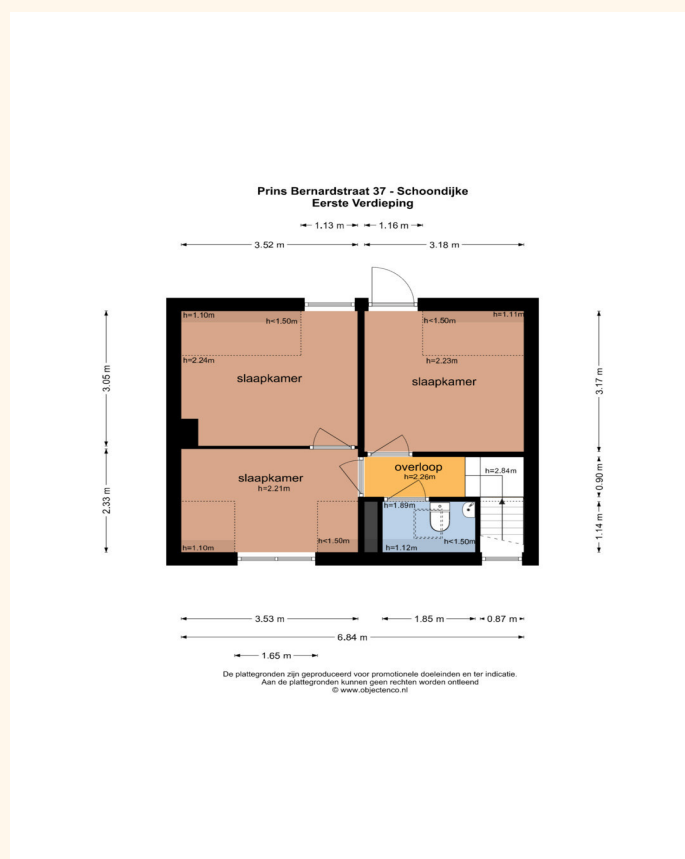 Prins Bernardstraat 37 - Schoondijke
Eerste Verdieping
1.13 m
1.16 m
3.52 m
3.18 m
h=1.10m
h<1.50m
h<1.50m
h=1.11m
h=2.24m
h=2.23m
slaapkamer
slaapkamer
3.05 m
3.17 m
slaapkamer
h=2.21m
overloop
h=2.26m
h=2.84m
0.90 m
2.33 m
h=1.89m
h=1.10m
h<1.50m
h=1.12m
h<1.50m
1.14 m
3.53 m
1.85 m
0.87 m
6.84 m
1.65 m
De plattegronden zijn geproduceerd voor promotionele doeleinden en ter indicatie.
Aan de plattegronden kunnen geen rechten worden ontleend
© www.objectenco.nl